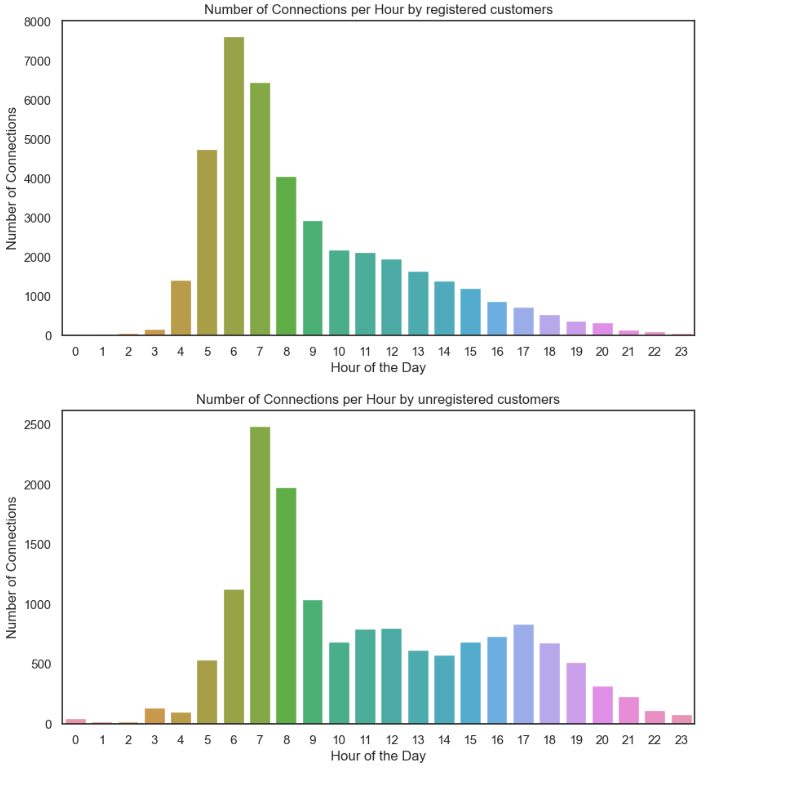 Number of Connections per Hour by registered customers
Number of Connections
8000
7000
6000
5000
4000
3000
2000
1000
0
0 1 2 3 4 5 6 7 8 9 10 11 12 13 14 15 16 17 18 19 20 21 22 23
Hour of the Day
Number of Connections per Hour by unregistered customers
Number of Connections
2500
2000
1500
1000
500
0
0 1 2 3 4 5 6 7 8 9 10 11 12 13 14 15 16 17 18 19 20 21 22 23
Hour of the Day